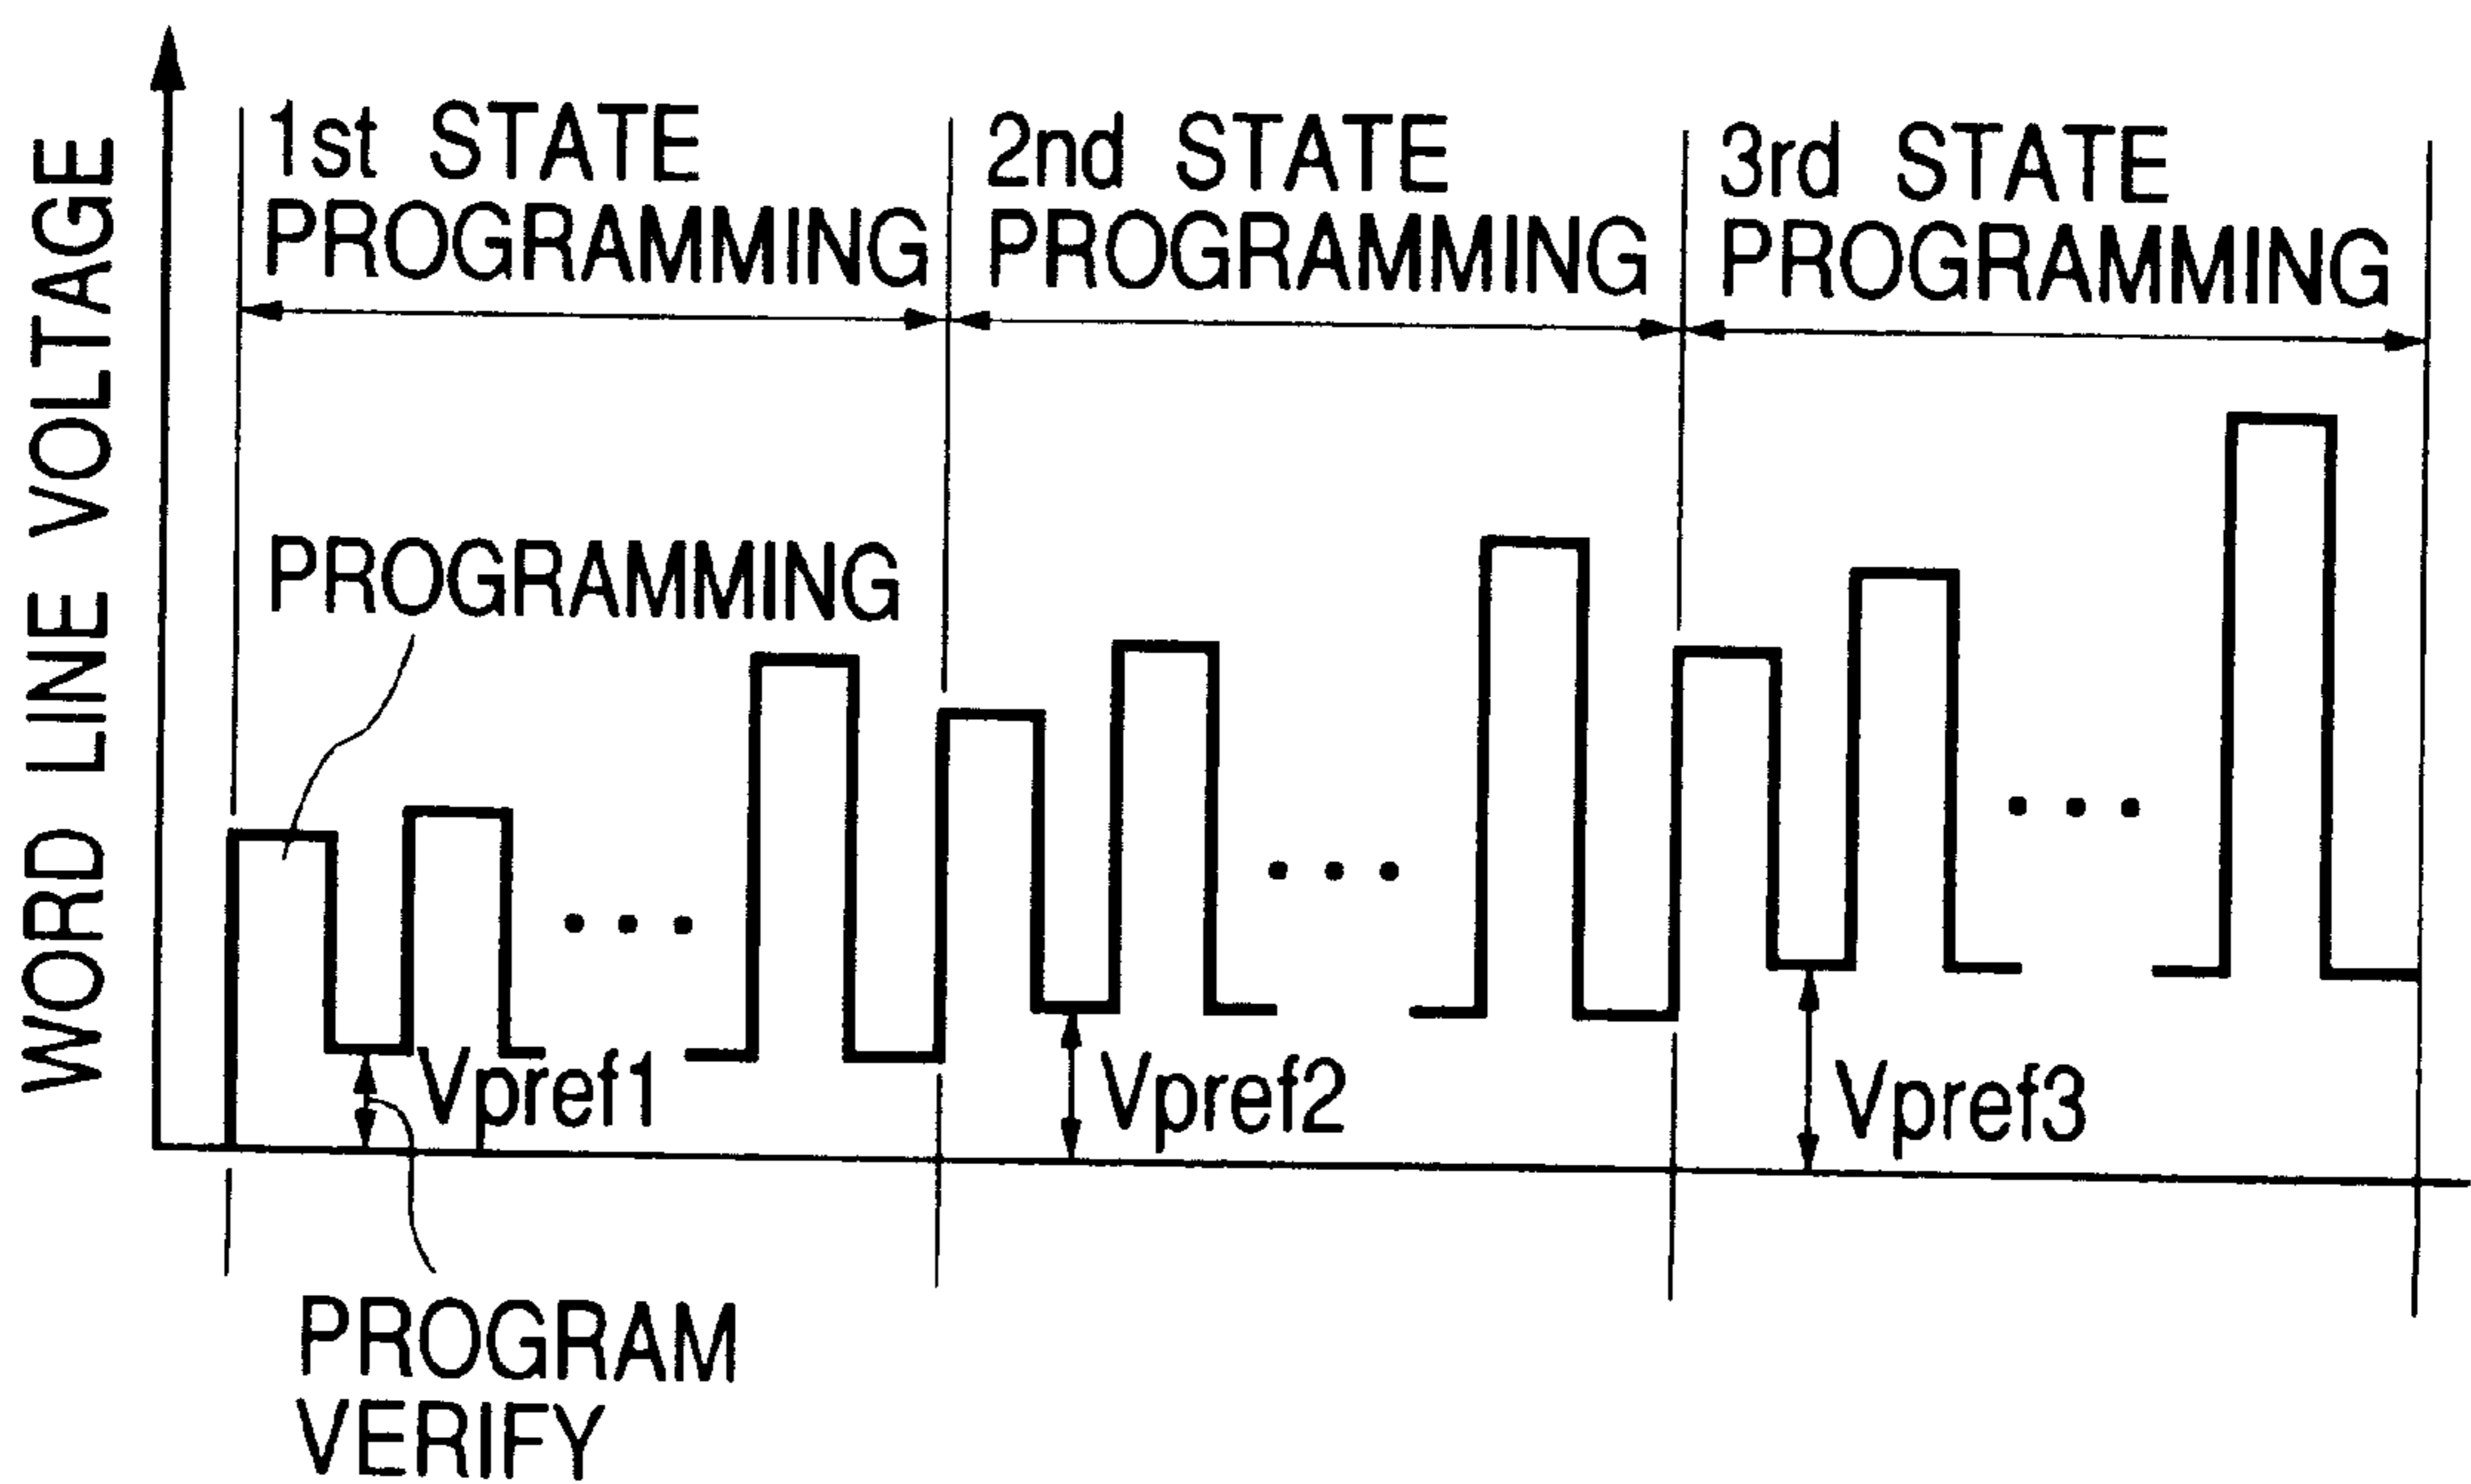 WORD LINE VOLTAGE
1st STATE
PROGRAMMING
2nd STATE
PROGRAMMING
3rd STATE
PROGRAMMING
PROGRAMMING
Vpref1
Vpref2
Vpref3
PROGRAM
VERIFY